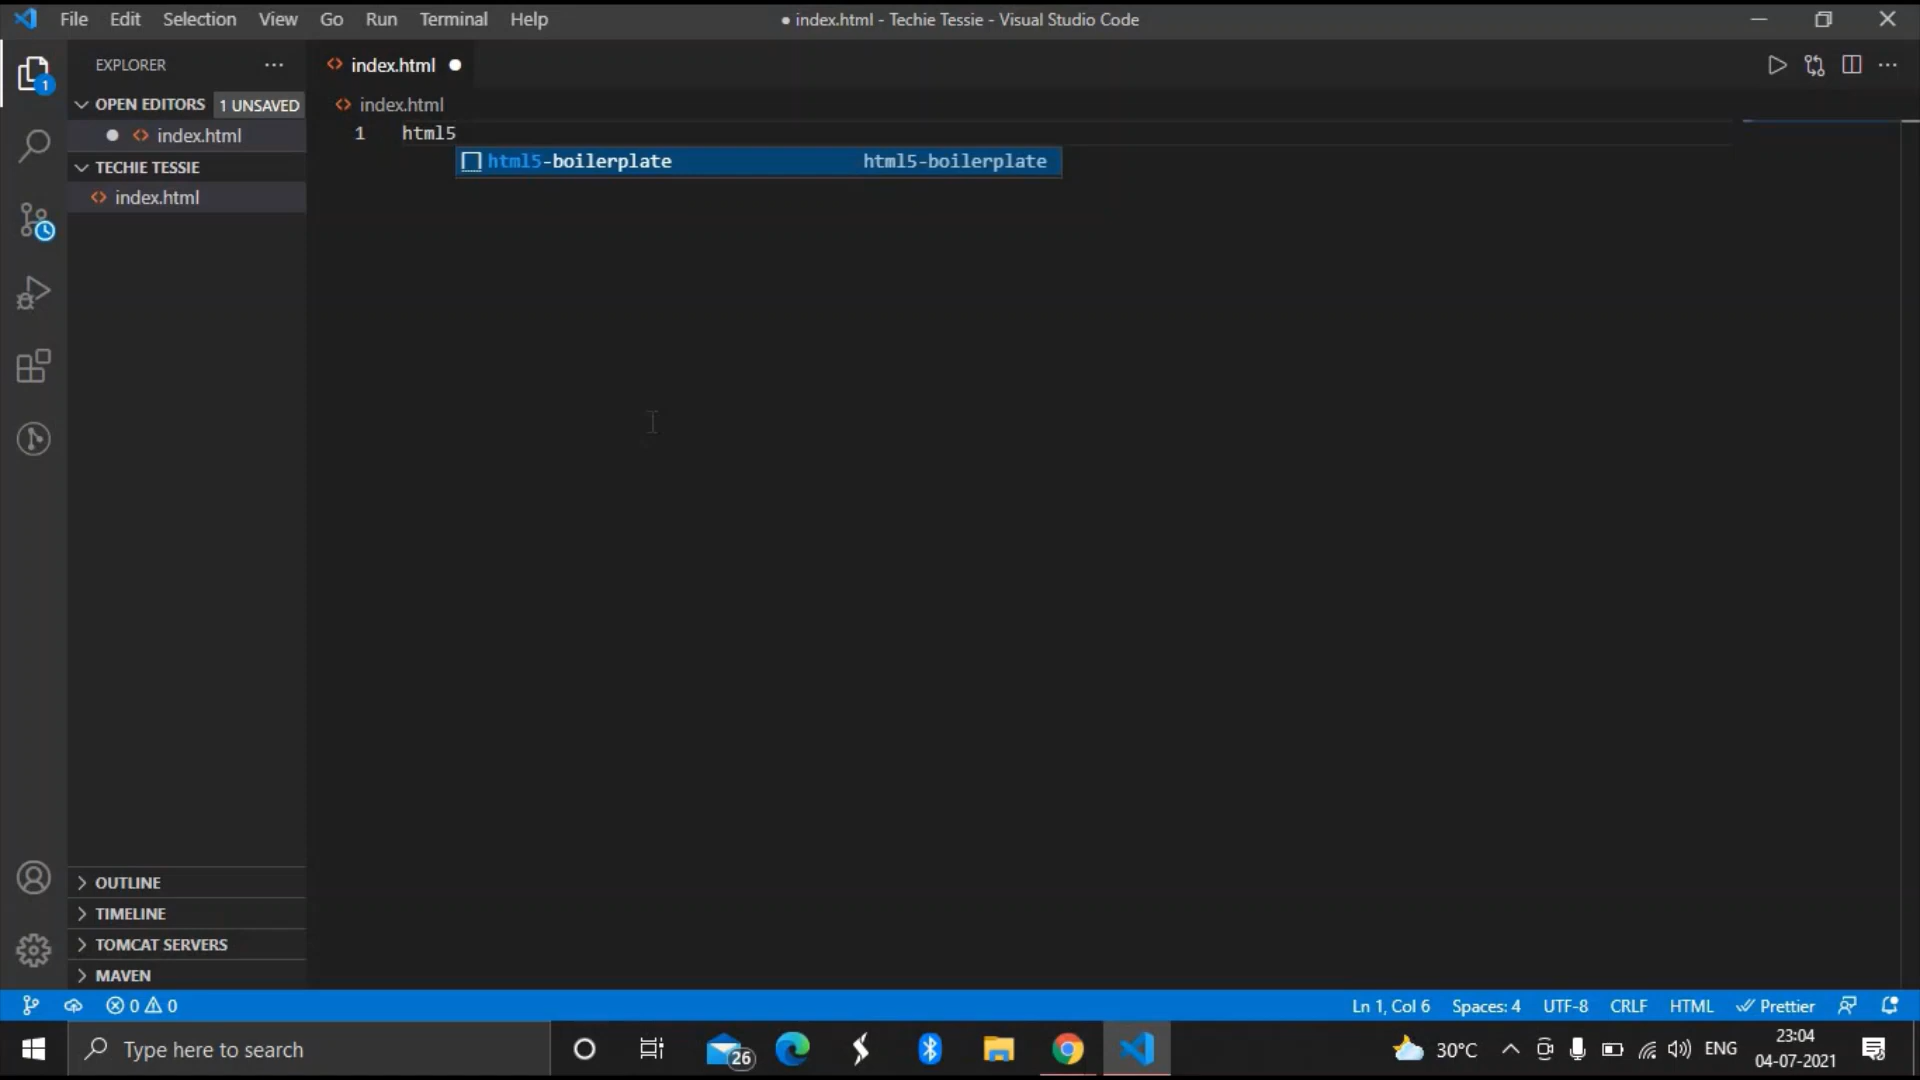 File Edit Selection View Go Run Terminal Help
● index.html - Techie Tessie - Visual Studio Code
EXPLORER
1
OPEN EDITORS 1 UNSAVED
index.html
TECHIE TESSIE
index.html
index.html
index.html
1 html5
html5-boilerplate html5-boilerplate
OUTLINE
TIMELINE
TOMCAT SERVERS
MAVEN
0 0
Ln 1, Col 6 Spaces: 4 UTF-8 CRLF HTML Prettier
Type here to search
26
30°C
ENG
23:04
04-07-2021